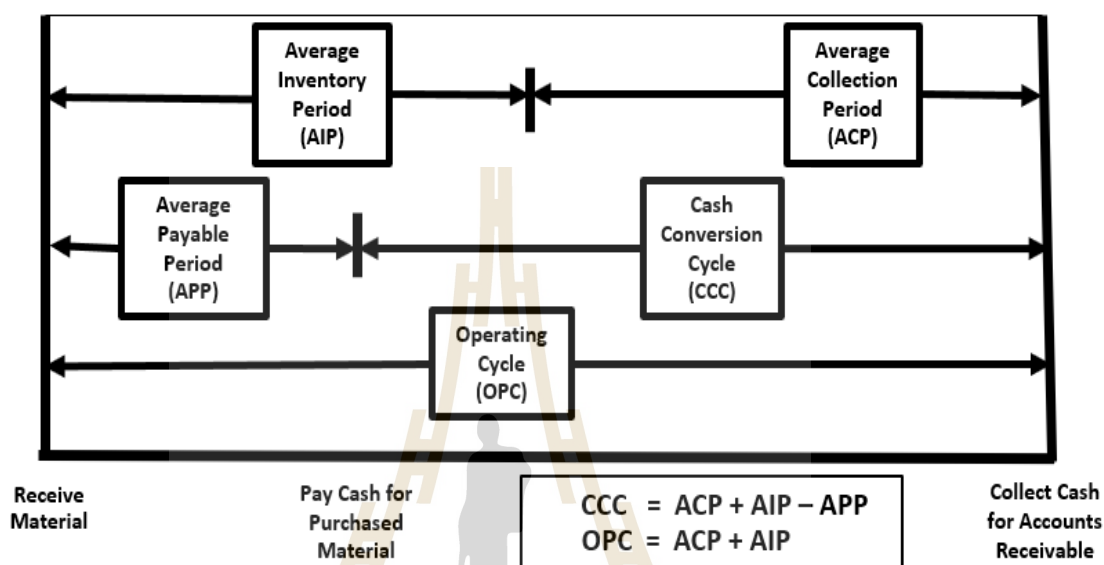 Average
Inventory
Period
(AIP)
Average
Collection
Period
(ACP)
Average
Payable
Period
(APP)
Cash
Conversion
Cycle
(CCC)
Operating
Cycle
(OPC)
Receive
Material
Pay Cash for
Purchased
Material
CCC = ACP + AIP – APP
OPC = ACP + AIP
Collect Cash
for Accounts
Receivable